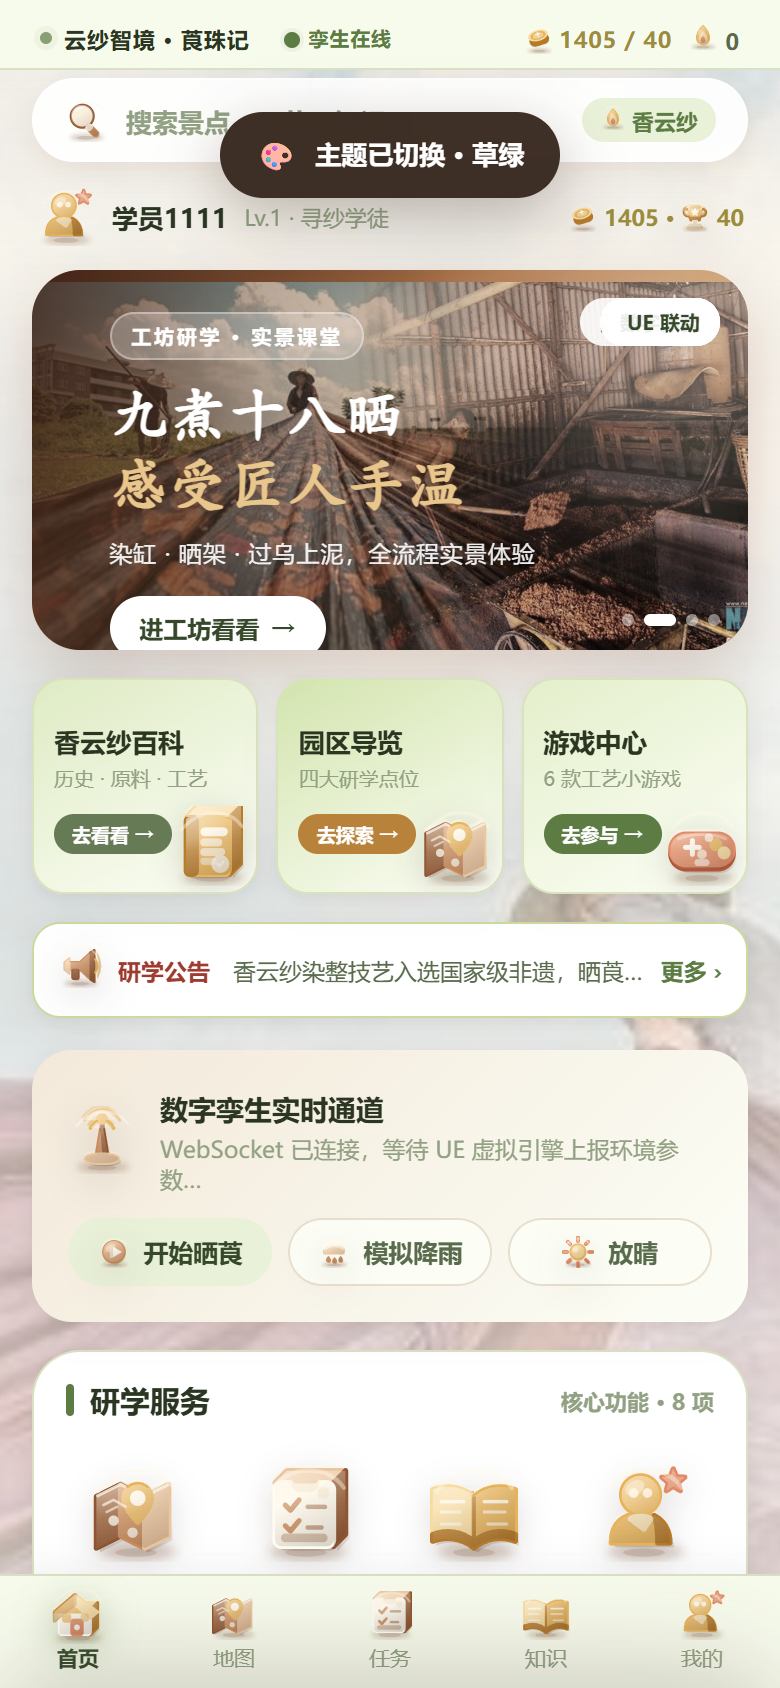 云纱智境 • 莨珠记
孪生在线
1405 / 40
0
搜索景点
香云纱
主题已切换 • 草绿
学员1111
Lv.1 · 寻纱学徒
1405 • 40
工坊研学 • 实景课堂
UE 联动
九煮十八晒
感受匠人手温
染缸 · 晒架 · 过乌上泥，全流程实景体验
进工坊看看 →
香云纱百科
历史 · 原料 · 工艺
去看看 →
园区导览
四大研学点位
去探索 →
游戏中心
6 款工艺小游戏
去参与 →
研学公告
香云纱染整技艺入选国家级非遗，晒莨...
更多 ›
数字孪生实时通道
WebSocket 已连接，等待 UE 虚拟引擎上报环境参
数...
开始晒莨
模拟降雨
放晴
研学服务
核心功能 • 8 项
首页
地图
任务
知识
我的